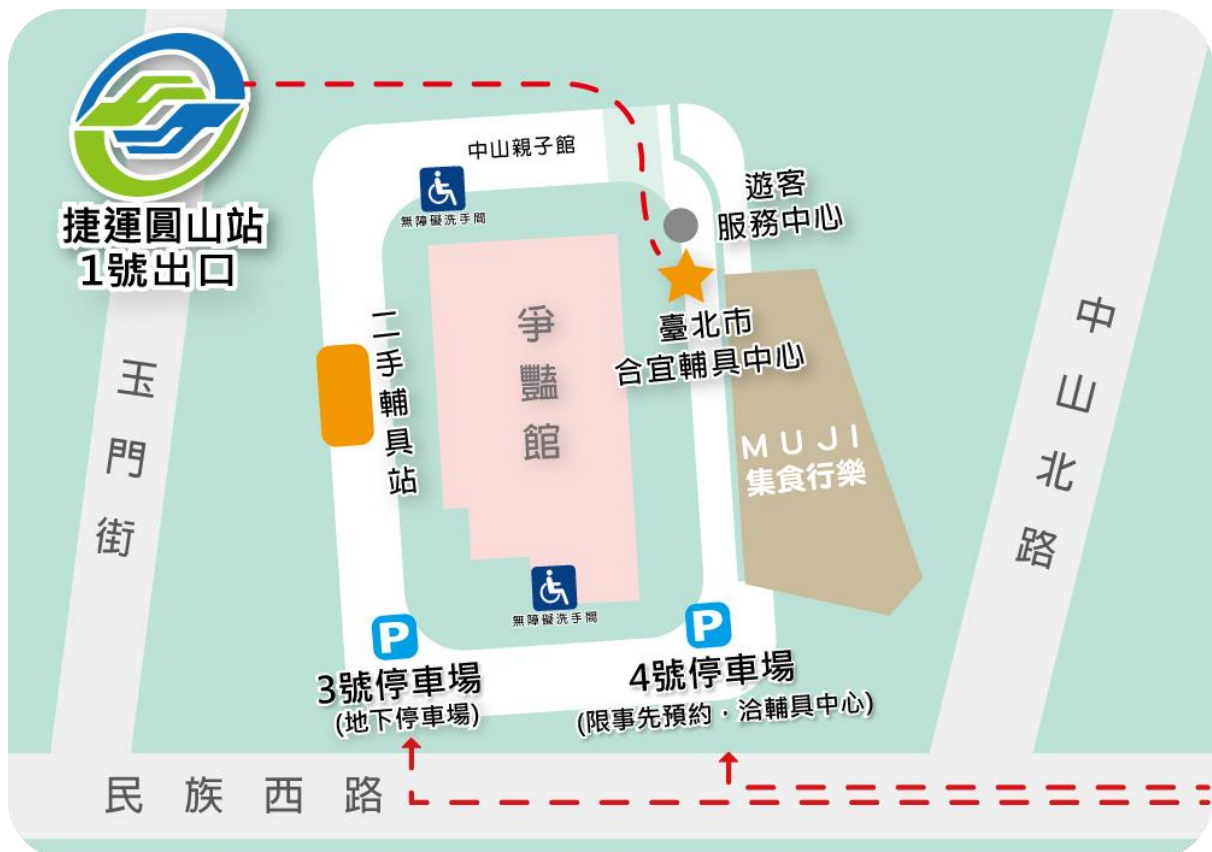 捷運圓山站
1號出口
中山親子館
無障礙洗手間
遊客
服務中心
臺北市
合宜輔具中心
二手輔具站
爭豔館
MUJI
集食行樂
無障礙洗手間
P
3號停車場
(地下停車場)
P
4號停車場
(限事先預約．洽輔具中心)
玉門街
中山北路
民族西路